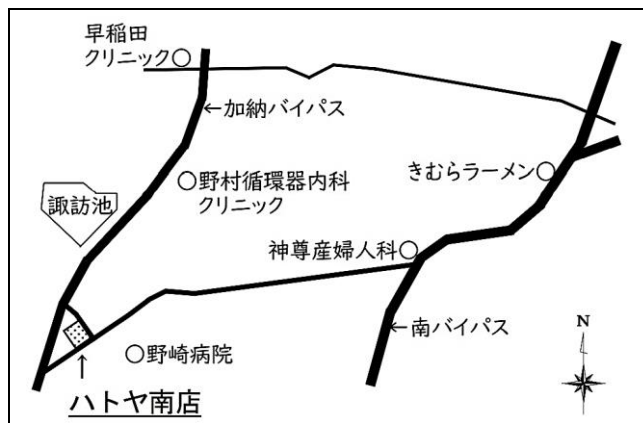 早稲田
クリニック
←加納バイパス
きむらラーメン
野村循環器内科
クリニック
諏訪池
神尊産婦人科
N
←南バイパス
野崎病院
↑
ハトヤ南店